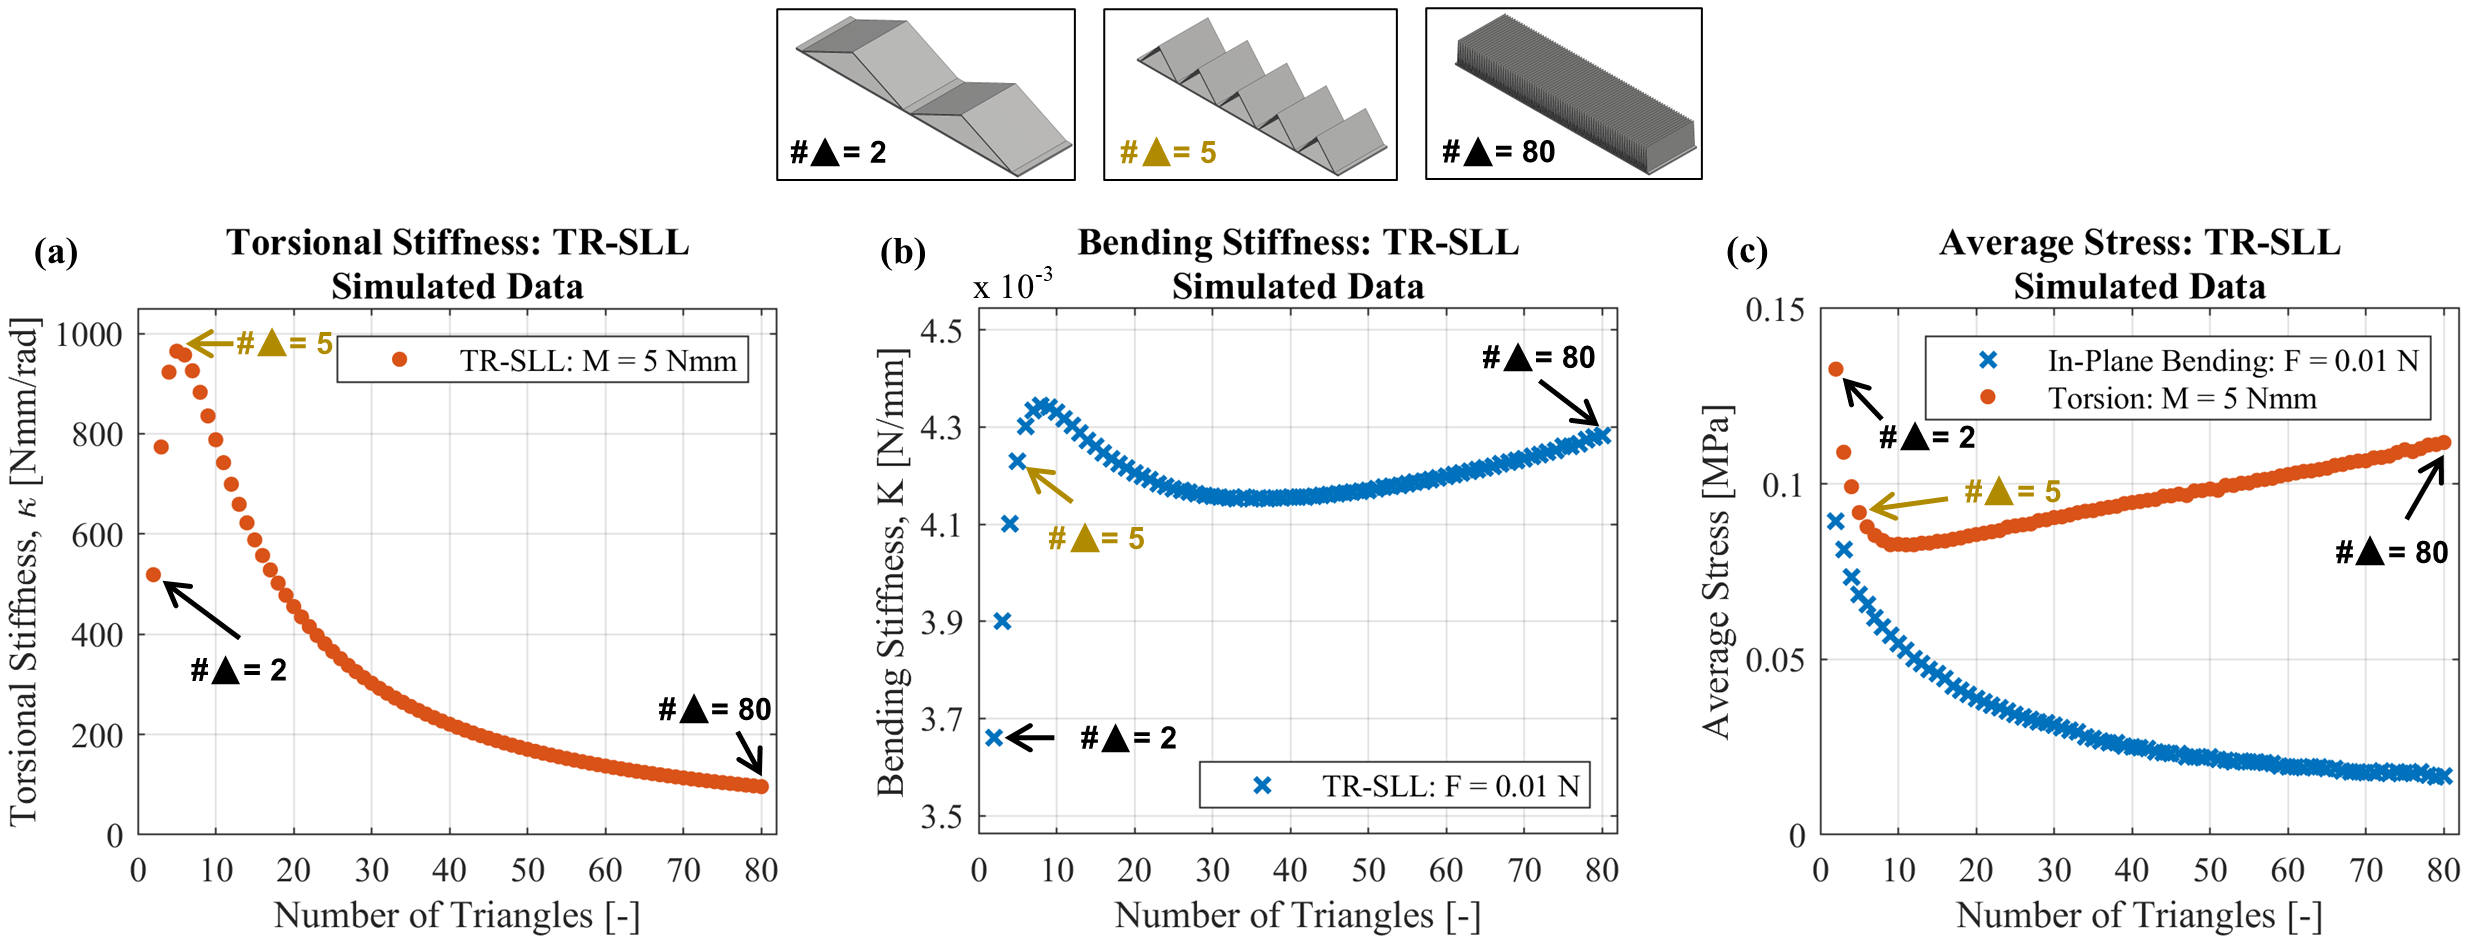 #▲= 2
#▲= 5
#▲= 80
(a)
Torsional Stiffness: TR-SLL
Simulated Data
Torsional Stiffness, κ [Nmm/rad]
1000
800
600
400
200
0
#▲= 5
TR-SLL: M = 5 Nmm
#▲= 2
#▲= 80
0 10 20 30 40 50 60 70 80
Number of Triangles [-]
(b)
Bending Stiffness: TR-SLL
Simulated Data
x 10-3
Bending Stiffness, K [N/mm]
4.5
4.3
4.1
3.9
3.7
3.5
#▲= 80
#▲= 5
#▲= 2
TR-SLL: F = 0.01 N
0 10 20 30 40 50 60 70 80
Number of Triangles [-]
(c)
Average Stress: TR-SLL
Simulated Data
Average Stress [MPa]
0.15
0.1
0.05
0
In-Plane Bending: F = 0.01 N
Torsion: M = 5 Nmm
#▲= 2
#▲= 5
#▲= 80
0 10 20 30 40 50 60 70 80
Number of Triangles [-]